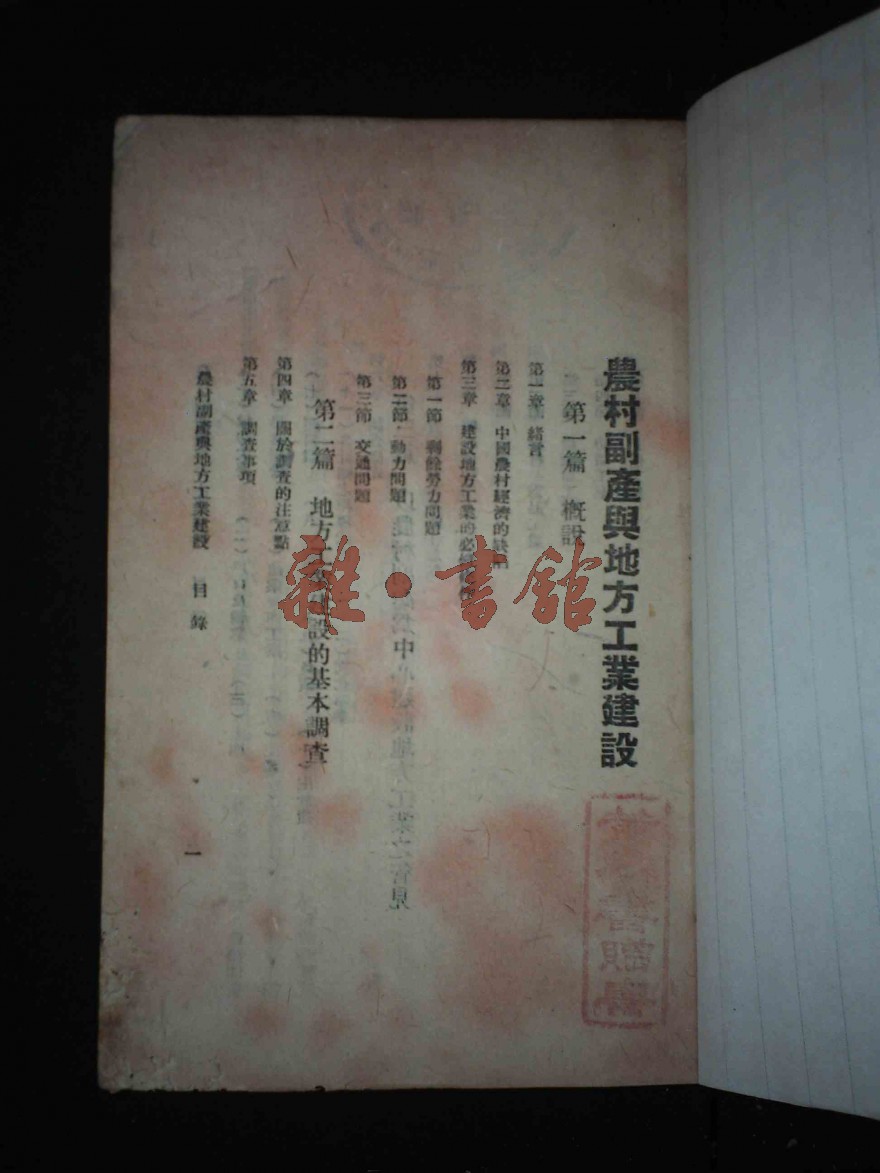 農村副產與地方工業建設
第一篇 概說
第一章 緒言
第二章 中國農村經濟的缺陷
第三章 建設地方工業的必
第一節 剩餘勞力問題
第二節 動力問題
第三節 交通問題
第二篇 地方工業建設的基本調查
第四章 關於調查的注意點
第五章 調查事項
農村副產與地方工業建設 目錄
一
雜·書館